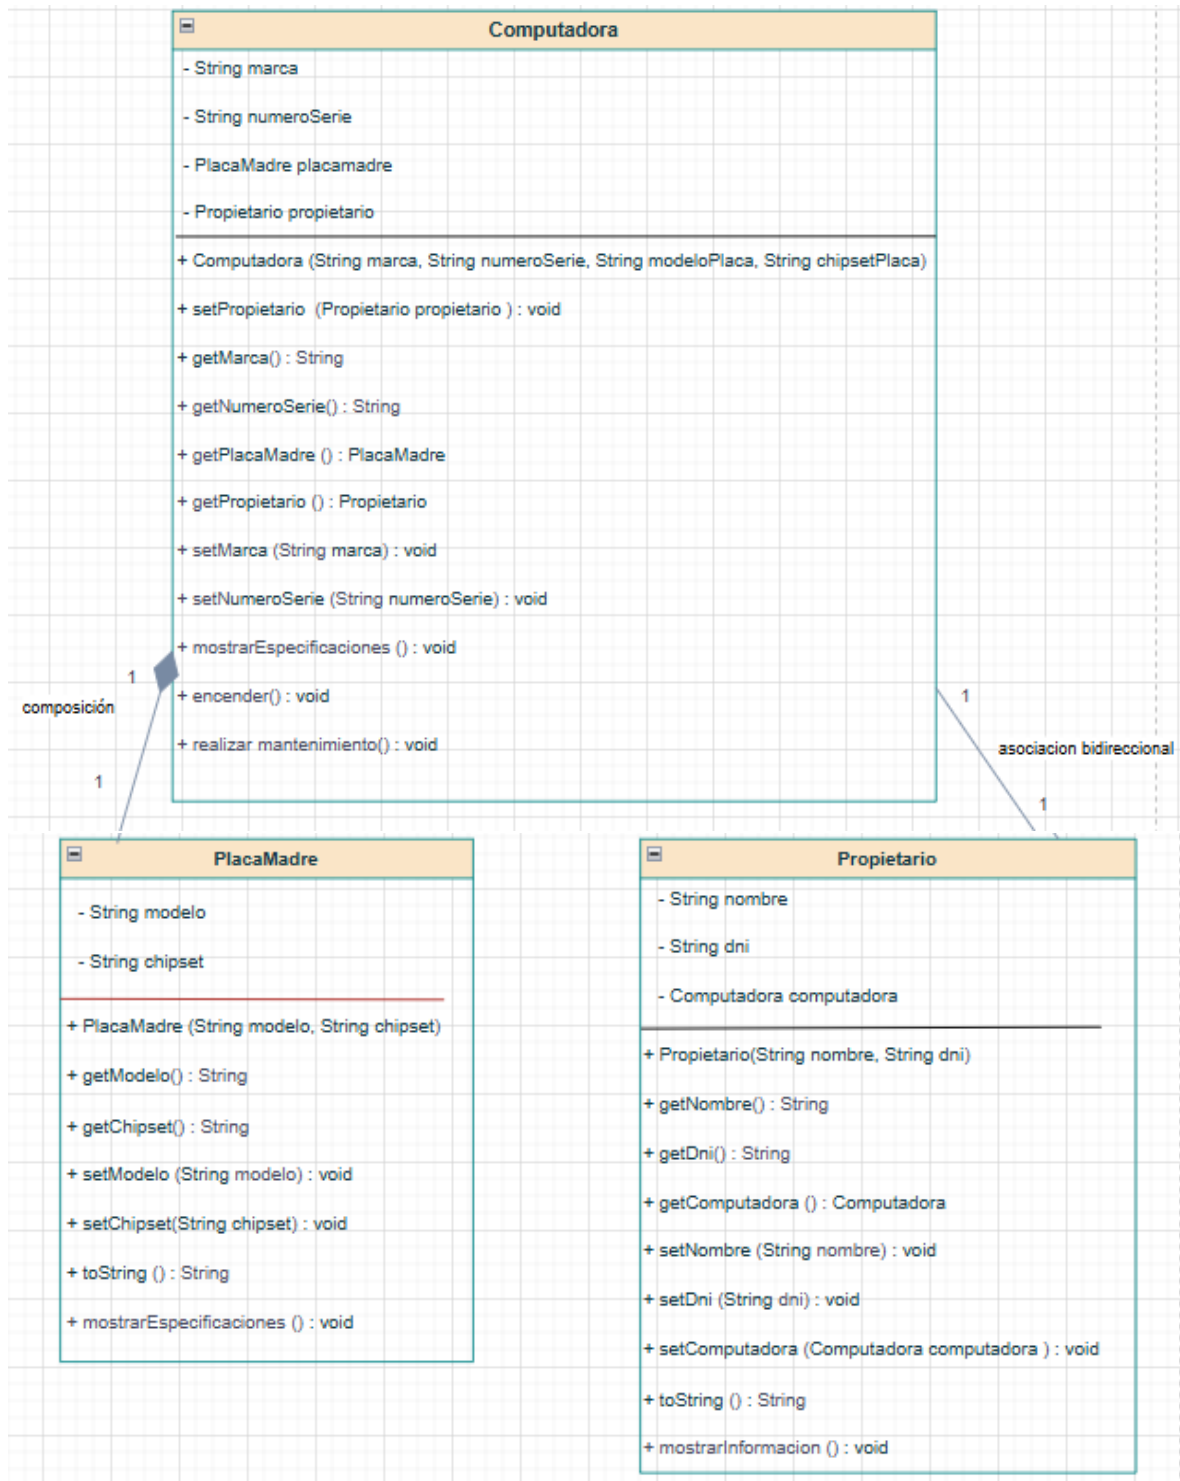 Computadora
- String marca
- String numeroSerie
- PlacaMadre placamadre
- Propietario propietario
+ Computadora (String marca, String numeroSerie, String modeloPlaca, String chipsetPlaca)
+ setPropietario (Propietario propietario ) : void
+ getMarca() : String
+ getNumeroSerie() : String
+ getPlacaMadre () : PlacaMadre
+ getPropietario () : Propietario
+ setMarca (String marca) : void
+ setNumeroSerie (String numeroSerie) : void
+ mostrarEspecificaciones () : void
+ encender() : void
+ realizar mantenimiento() : void
1
composición
1
1
asociacion bidireccional
1
PlacaMadre
- String modelo
- String chipset
+ PlacaMadre (String modelo, String chipset)
+ getModelo() : String
+ getChipset() : String
+ setModelo (String modelo) : void
+ setChipset(String chipset) : void
+ toString () : String
+ mostrarEspecificaciones () : void
Propietario
- String nombre
- String dni
- Computadora computadora
+ Propietario(String nombre, String dni)
+ getNombre() : String
+ getDni() : String
+ getComputadora () : Computadora
+ setNombre (String nombre) : void
+ setDni (String dni) : void
+ setComputadora (Computadora computadora ) : void
+ toString () : String
+ mostrarInformacion () : void